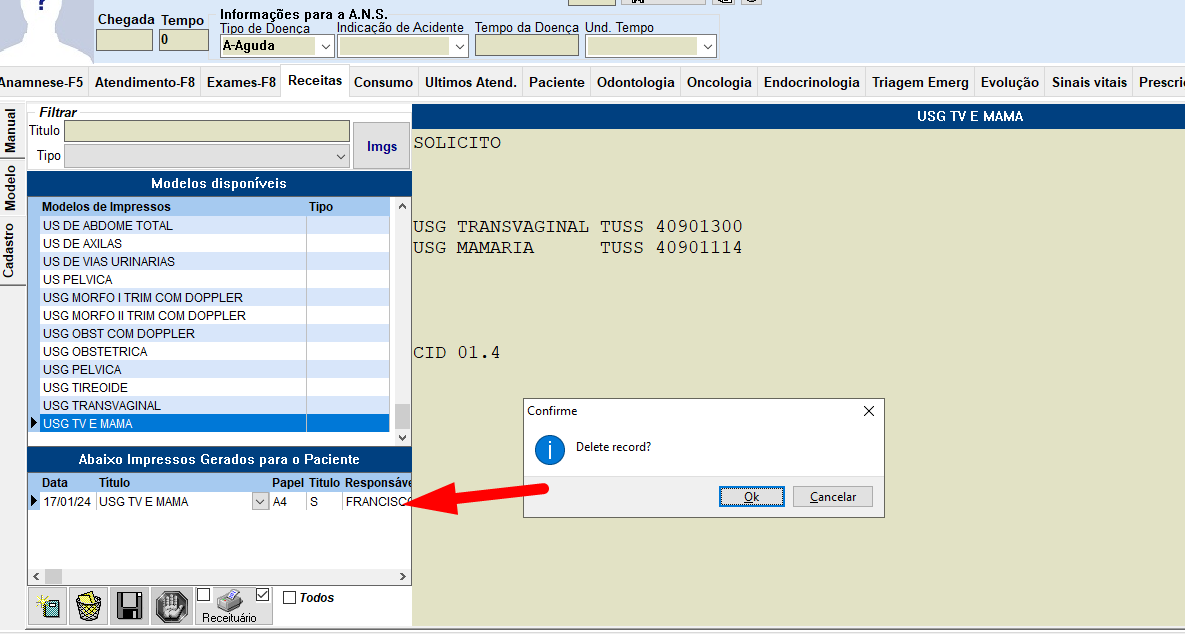 ?
Informações para a A.N.S.
Chegada Tempo Tipo de Doença Indicação de Acidente Tempo da Doença Und. Tempo
0 A-Aguda
Anamnese-F5 Atendimento-F8 Exames-F8 Receitas Consumo Ultimos Atend. Paciente Odontologia Oncologia Endocrinologia Triagem Emerg Evolução Sinais vitais Prescri
Manual
Modelo
Cadastro
Filtrar
Titulo
Tipo
Imgs
Modelos disponíveis
Modelos de Impressos Tipo
US DE ABDOME TOTAL
US DE AXILAS
US DE VIAS URINARIAS
US PELVICA
USG MORFO I TRIM COM DOPPLER
USG MORFO II TRIM COM DOPPLER
USG OBST COM DOPPLER
USG OBSTETRICA
USG PELVICA
USG TIREOIDE
USG TRANSVAGINAL
USG TV E MAMA
Abaixo Impressos Gerados para o Paciente
Data Título Papel Titulo Responsáve
17/01/24 USG TV E MAMA A4 S FRANCISCO
Receituário
Todos
USG TV E MAMA
SOLICITO
USG TRANSVAGINAL TUSS 40901300
USG MAMARIA TUSS 40901114
CID 01.4
Confirme
i
Delete record?
Ok Cancelar